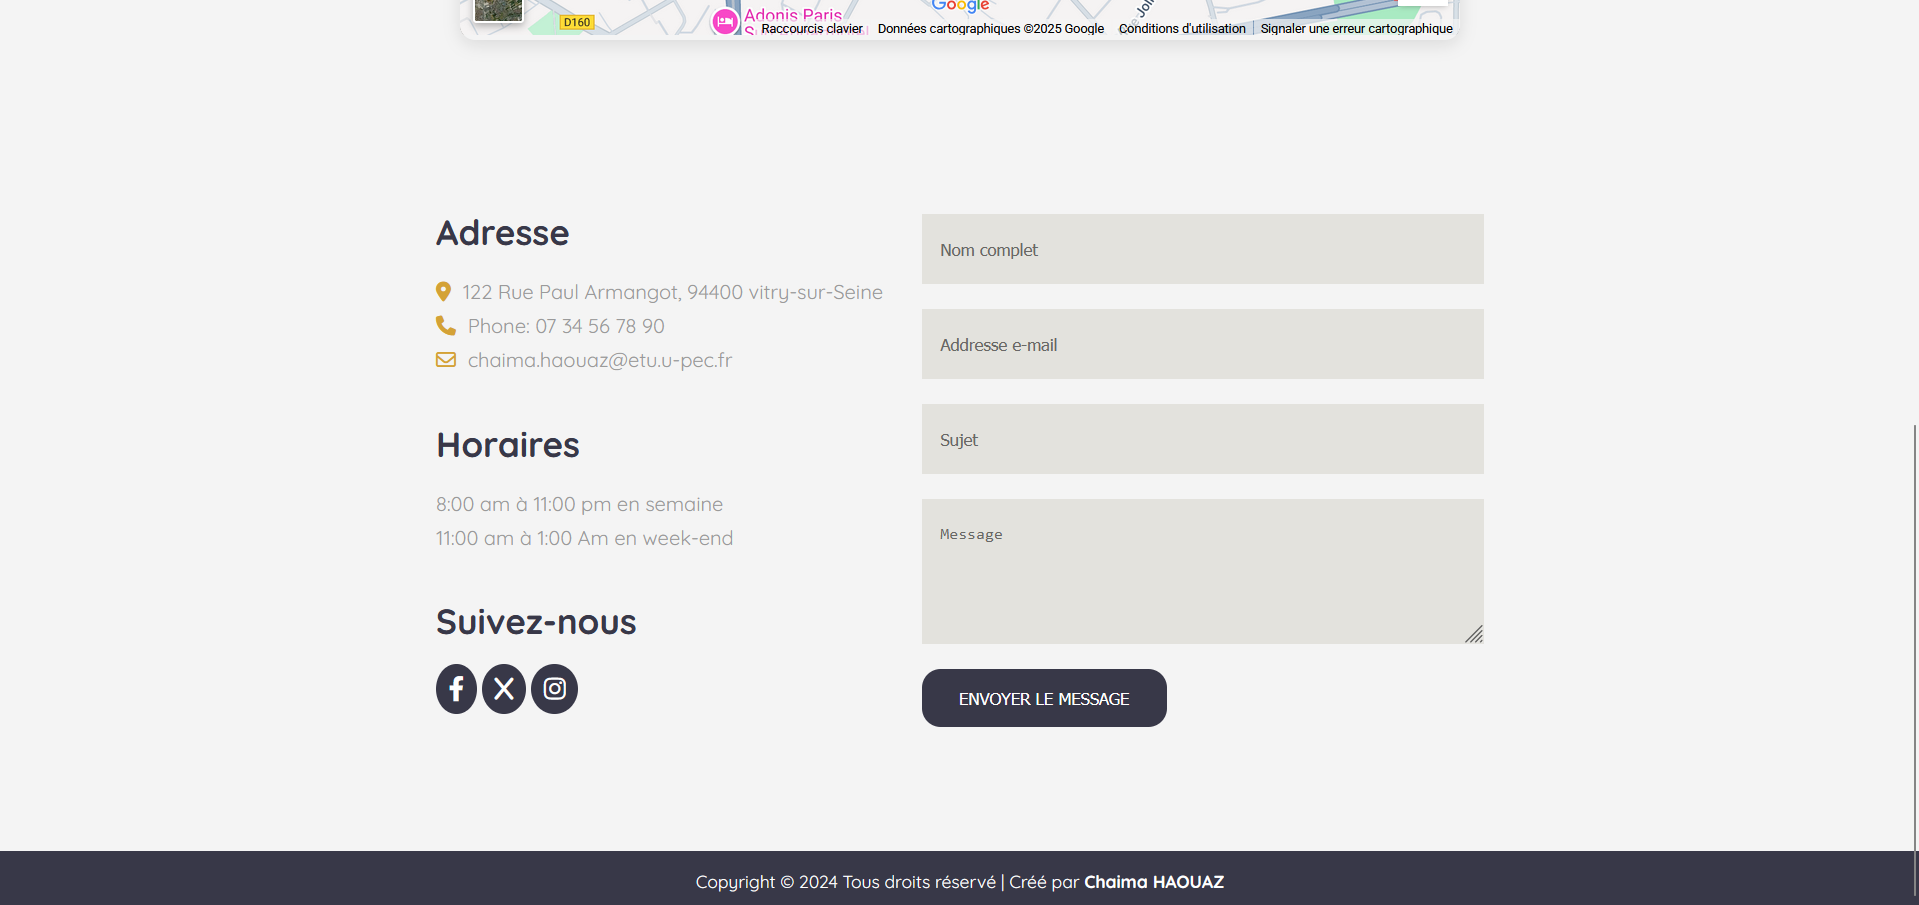 D160
Adonis Paris
Google
Raccourcis clavier
Données cartographiques ©2025 Google
Conditions d'utilisation
Signaler une erreur cartographique
Adresse
122 Rue Paul Armangot, 94400 vitry-sur-Seine
Phone: 07 34 56 78 90
chaima.haouaz@etu.u-pec.fr
Horaires
8:00 am à 11:00 pm en semaine
11:00 am à 1:00 Am en week-end
Suivez-nous
Nom complet
Addresse e-mail
Sujet
Message
ENVOYER LE MESSAGE
Copyright © 2024 Tous droits réservé | Créé par Chaima HAOUAZ